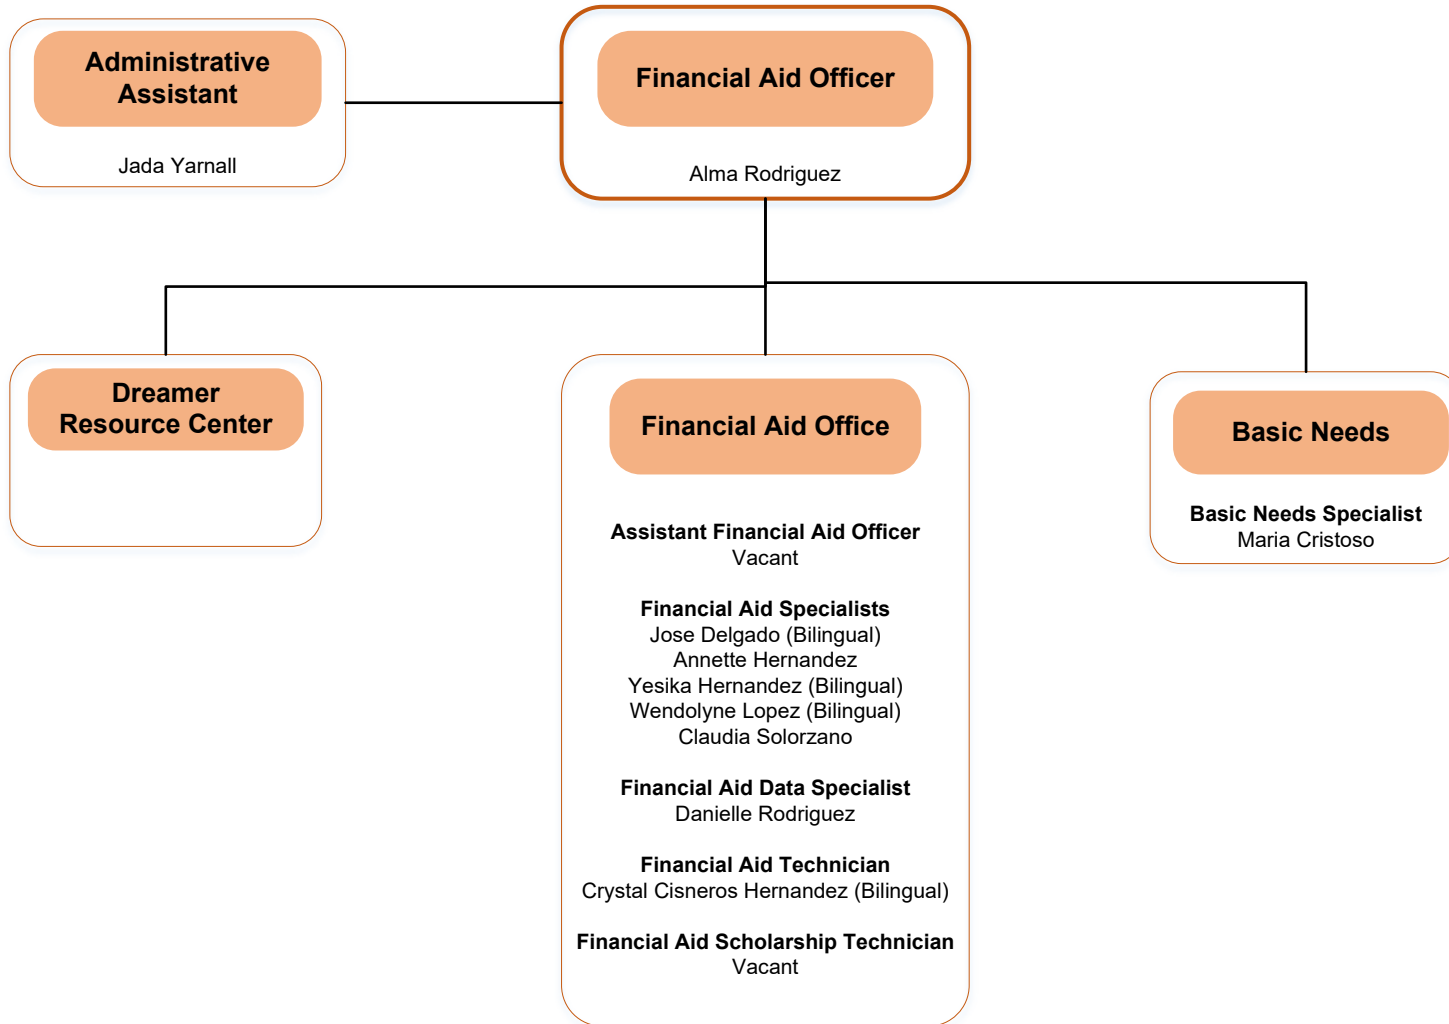 Administrative
Assistant
Jada Yarnall
Financial Aid Officer
Alma Rodriguez
Dreamer
Resource Center
Financial Aid Office
Assistant Financial Aid Officer
Vacant
Financial Aid Specialists
Jose Delgado (Bilingual)
Annette Hernandez
Yesika Hernandez (Bilingual)
Wendolyne Lopez (Bilingual)
Claudia Solorzano
Financial Aid Data Specialist
Danielle Rodriguez
Financial Aid Technician
Crystal Cisneros Hernandez (Bilingual)
Financial Aid Scholarship Technician
Vacant
Basic Needs
Basic Needs Specialist
Maria Cristoso